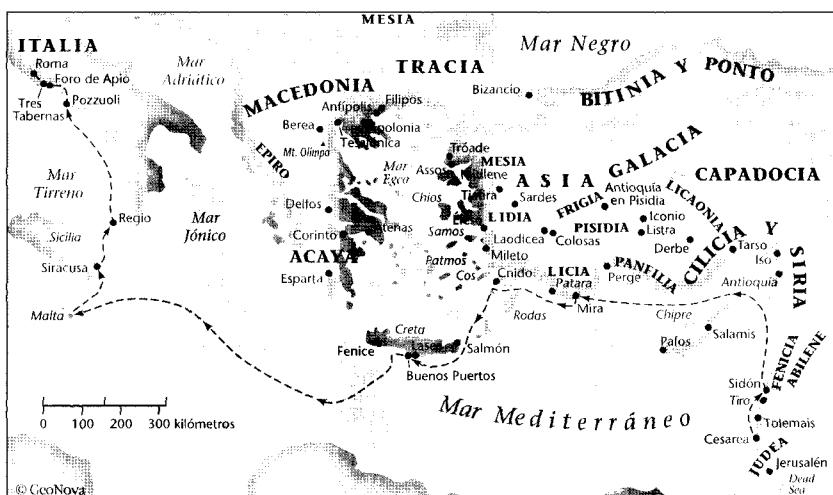 MESIA
ITALIA
Roma
Foro de Apio
Tres
Tabernas
Pozzuoli
Mar
Adriático
MACEDONIA
TRACIA
Mar Negro
Bizancio
BITINIA Y PONTO
Anfípolis
Filipos
Berea
Apolonia
Tesalónica
Mt. Olimpa
EPIRO
Mar
Egeo
Tróade
Assos
MESIA
ASIA
GALACIA
CAPADOCIA
Mar
Tirreno
Regio
Sicilia
Siracusa
Malta
Mar
Jónico
Delfos
Corinto
Atenas
ACAYA
Esparta
Chios
Samos
Patmos
Cos
Sardes
LIDIA
FRIGIA
Antioquía
en Pisidia
LICAONIA
Iconio
Listra
PISIDIA
Laodicea
Colosas
Derbe
Mileto
Cnido
LICIA
Patara
PANFILIA
Perge
CILICIA Y
SIRIA
Tarso
Iso
Antioquía
Rodas
Mira
Chipre
Salamis
Pafos
Creta
Fenice
Lasea
Salmón
Buenos Puertos
Mar Mediterráneo
Sidón
Tiro
FENICIA
ABILENE
Tolemais
Cesarea
JUDEA
Jerusalén
Dead
Sea
0 100 200 300 kilómetros
© GeoNova